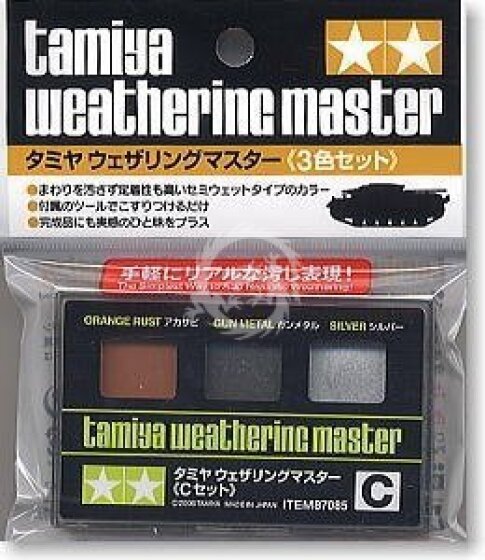 tamiya
weathering master
タミヤ ウェザリングマスター〈3色セット〉
●まわりを汚さず定着性も高いセミウェットタイプのカラー
●付属のツールでこすりつけるだけ
●完成品にも実感のひと味をプラス
手軽にリアルな汚し表現!
The Simplest Way to Add Realistic Weathering!
ORANGE RUST アカサビ GUN METAL ガンメタル SILVER シルバー
tamiya weathering master
タミヤ ウェザリングマスター
〈Cセット〉 C
©2006 TAMIYA MADE IN JAPAN ITEM87085